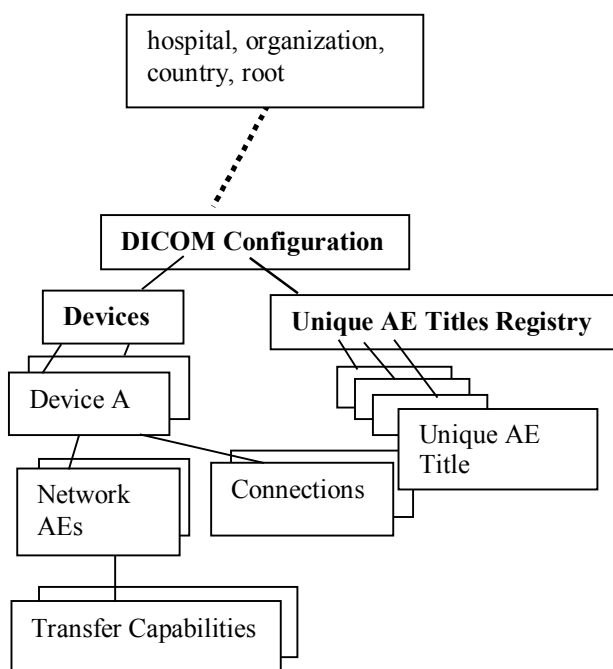 hospital, organization,
country, root
DICOM Configuration
Devices
Unique AE Titles Registry
Device A
Unique AE
Title
Network
AEs
Connections
Transfer Capabilities